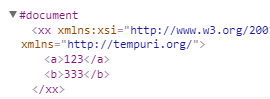 ▼#document
<xx xmlns:xsi="http://www.w3.org/200
xmlns="http://tempuri.org/">
<a>123</a>
<b>333</b>
</xx>